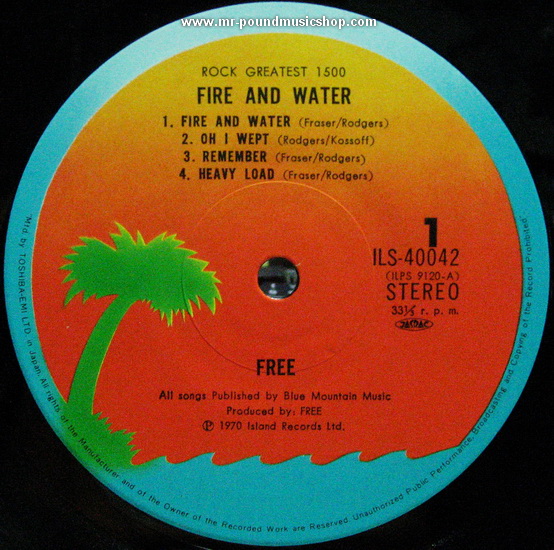 www.mr-poundmusicshop.com
ROCK GREATEST 1500
FIRE AND WATER
1. FIRE AND WATER (Fraser/Rodgers)
2. OH I WEPT (Rodgers/Kossoff)
3. REMEMBER (Fraser/Rodgers)
4. HEAVY LOAD (Fraser/Rodgers)
1
ILS-40042
(ILPS 9120-A)
STEREO
33⅓ r. p. m.
JASRAC
FREE
All songs Published by Blue Mountain Music
Produced by: FREE
Ⓟ 1970 Island Records Ltd.
Mfd. by TOSHIBA-EMI LTD. in Japan. All rights of the Manufacturer and of the Owner of the Recorded Work are Reserved. Unauthorized Public Performance, Broadcasting and Copying of the Record Prohibited